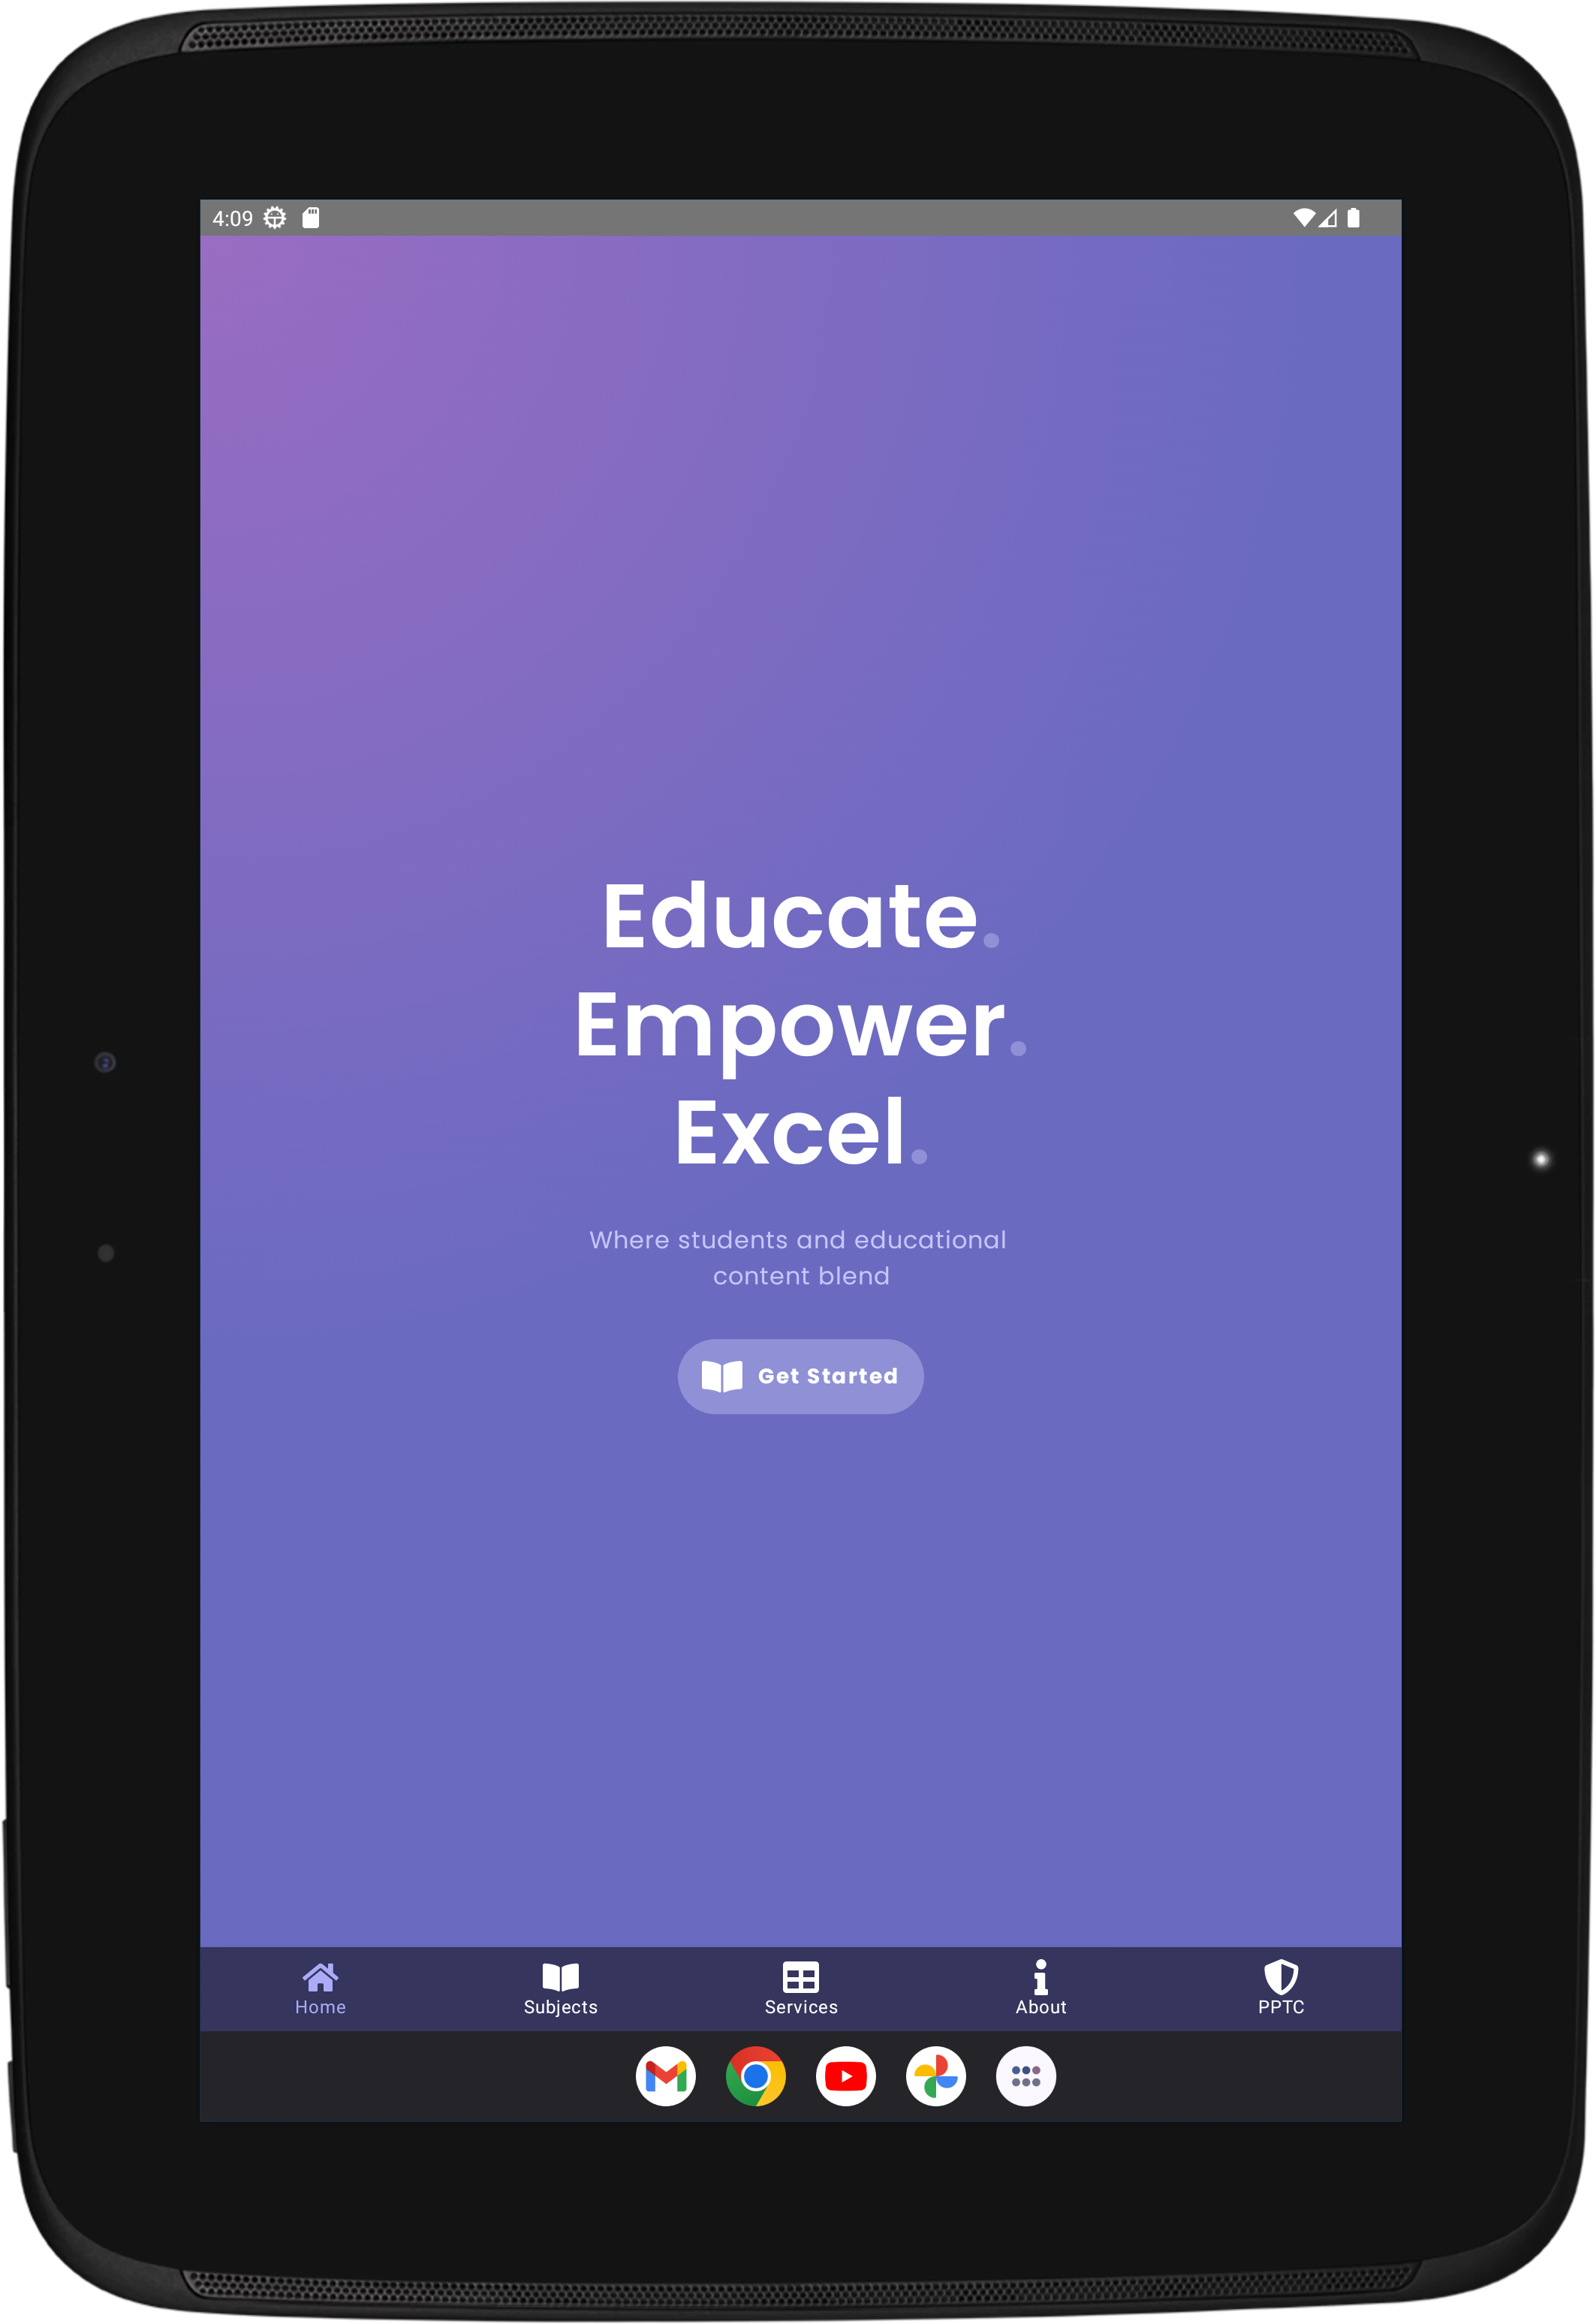 4:09
Educate.
Empower.
Excel.
Where students and educational
content blend
Get Started
Home
Subjects
Services
About
PPTC